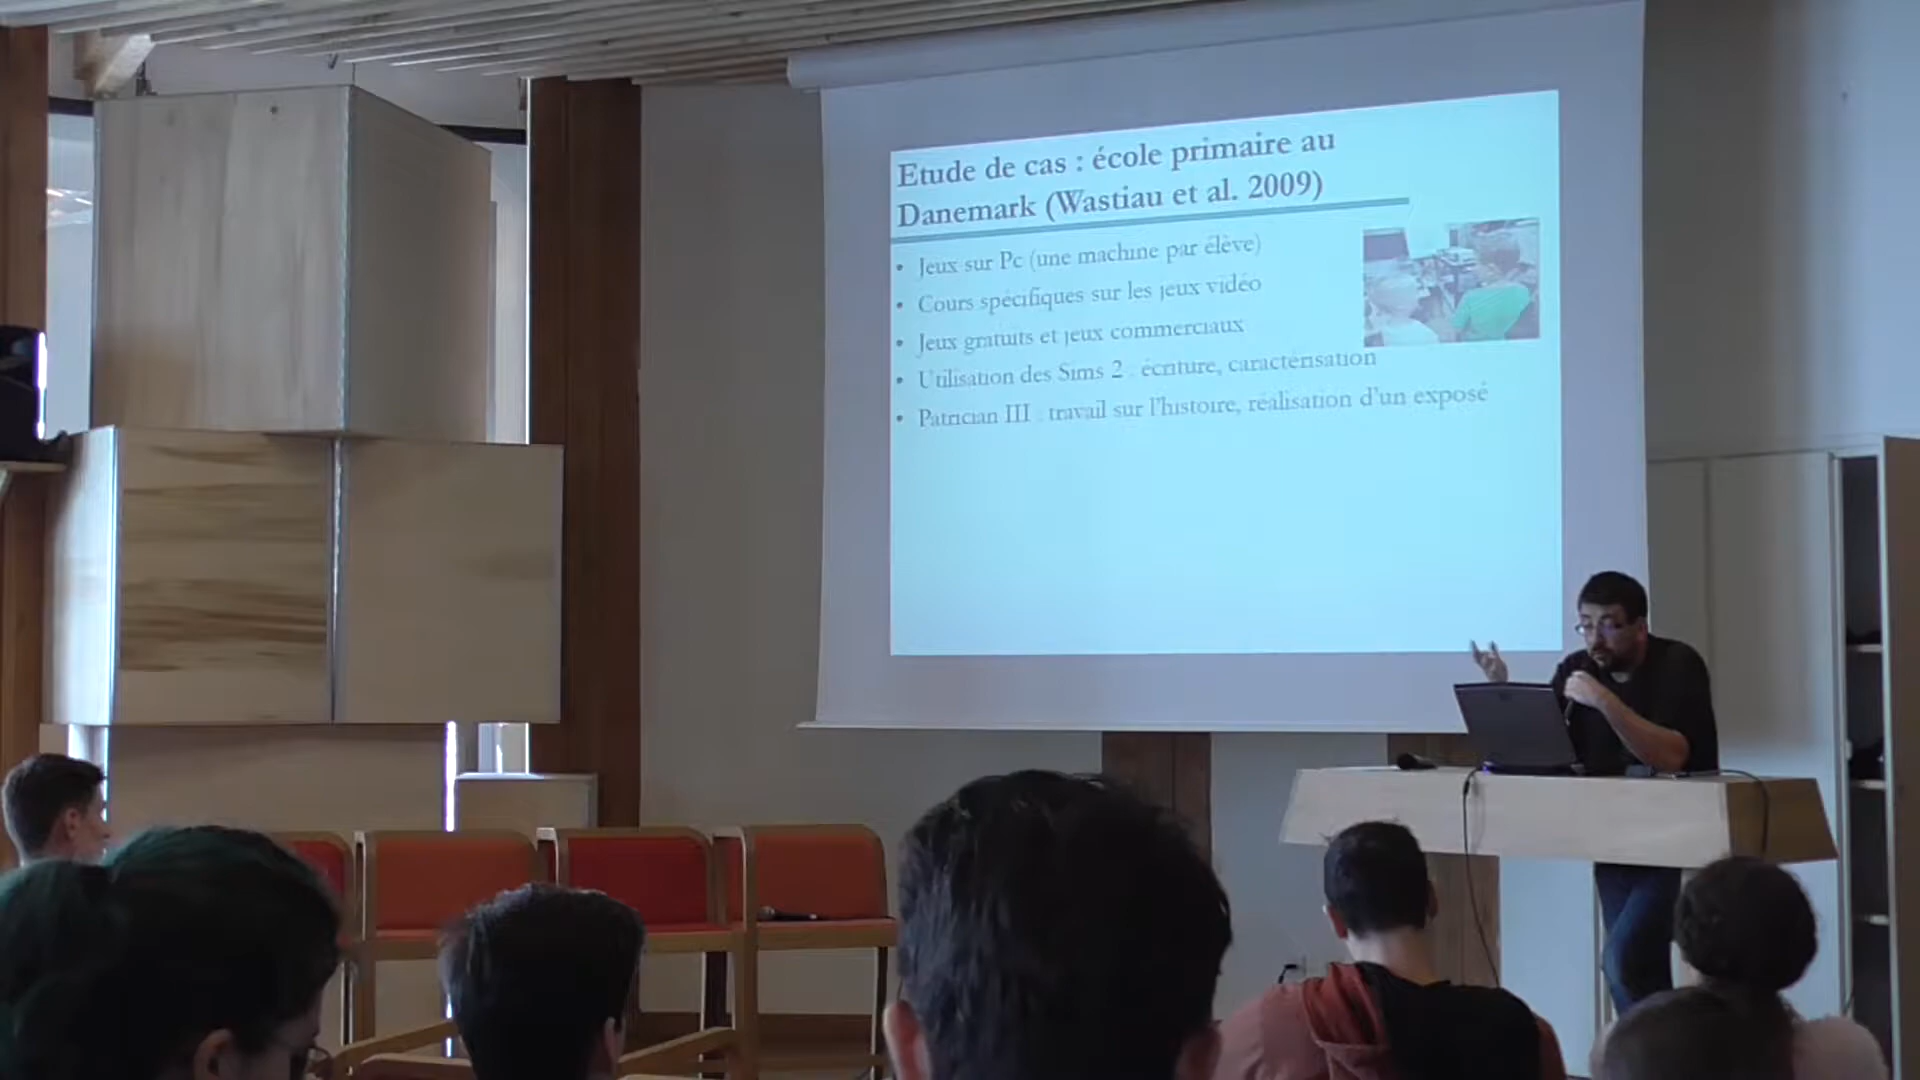 Etude de cas : école primaire au
Danemark (Wastiau et al. 2009)
• Jeux sur Pc (une machine par élève)
• Cours spécifiques sur les jeux vidéo
• Jeux gratuits et jeux commerciaux
• Utilisation des Sims 2 : écriture, caractérisation
• Patrician III : travail sur l'histoire, réalisation d'un exposé